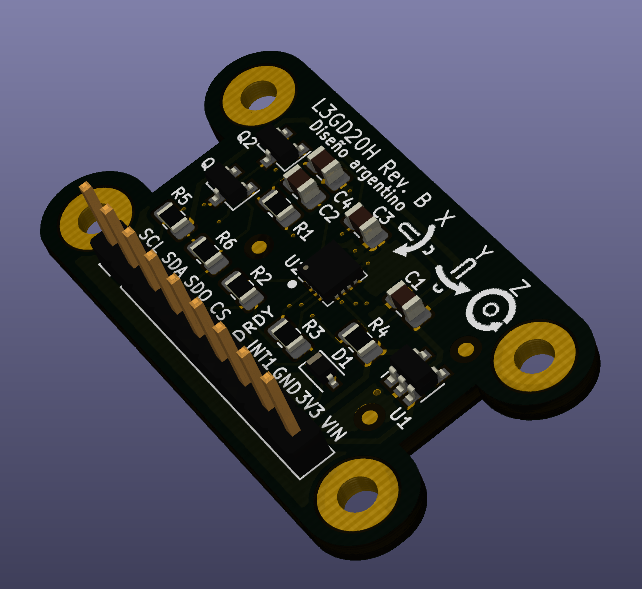 L3GD20H Rev. B
Diseño argentino
X
Y
Z
Q2
Q
R5
R6
R2
R1
C2
C4
C3
C1
R3
R4
D1
U1
SCL
SDA
SDO
CS
DRDY
INT1
GND
3V3
VIN